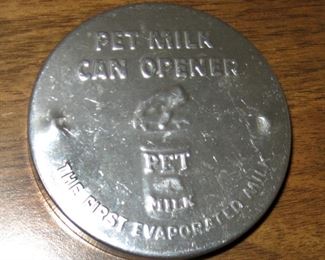 PET MILK
CAN OPENER
PET
MILK
THE FIRST EVAPORATED MILK